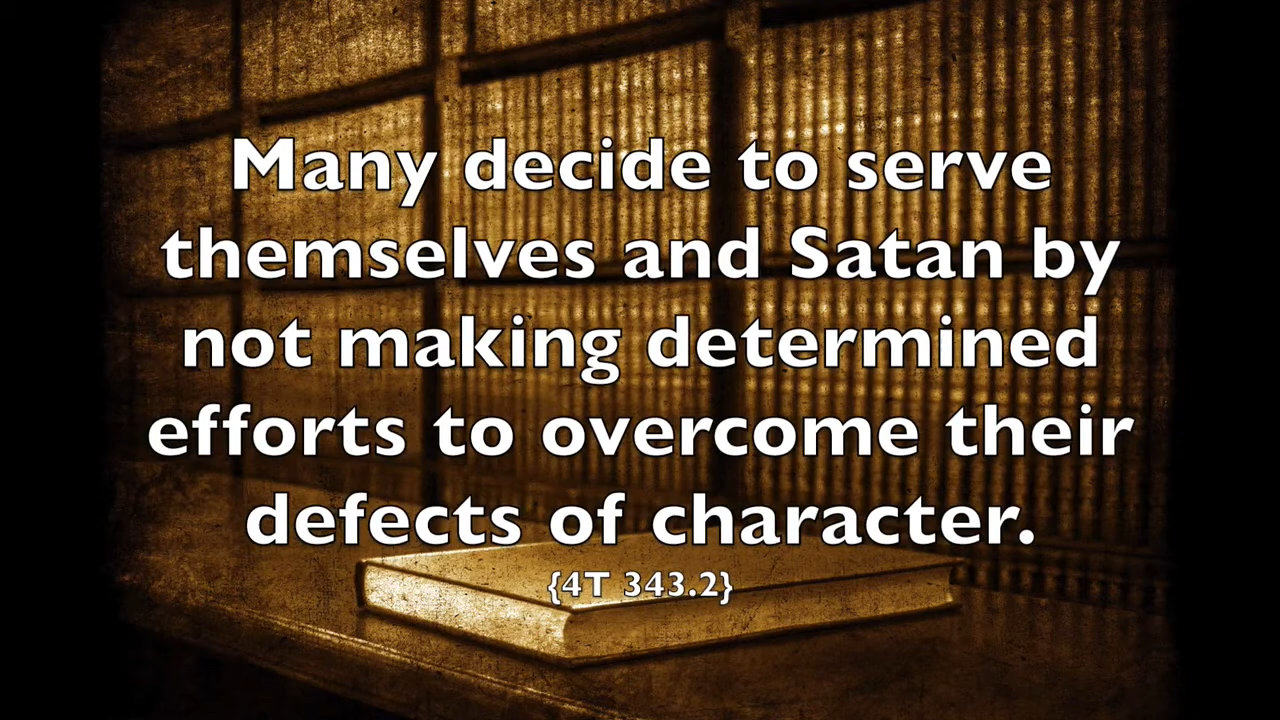 Many decide to serve
themselves and Satan by
not making determined
efforts to overcome their
defects of character.
{4T 343.2}